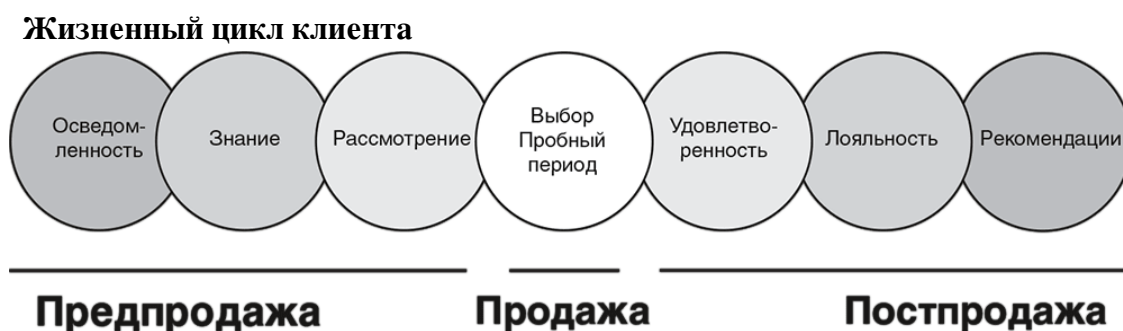 Жизненный цикл клиента
Осведом-
ленность
Знание
Рассмотрение
Выбор
Пробный
период
Удовлетво-
ренность
Лояльность
Рекомендации
Предпродажа
Продажа
Постпродажа